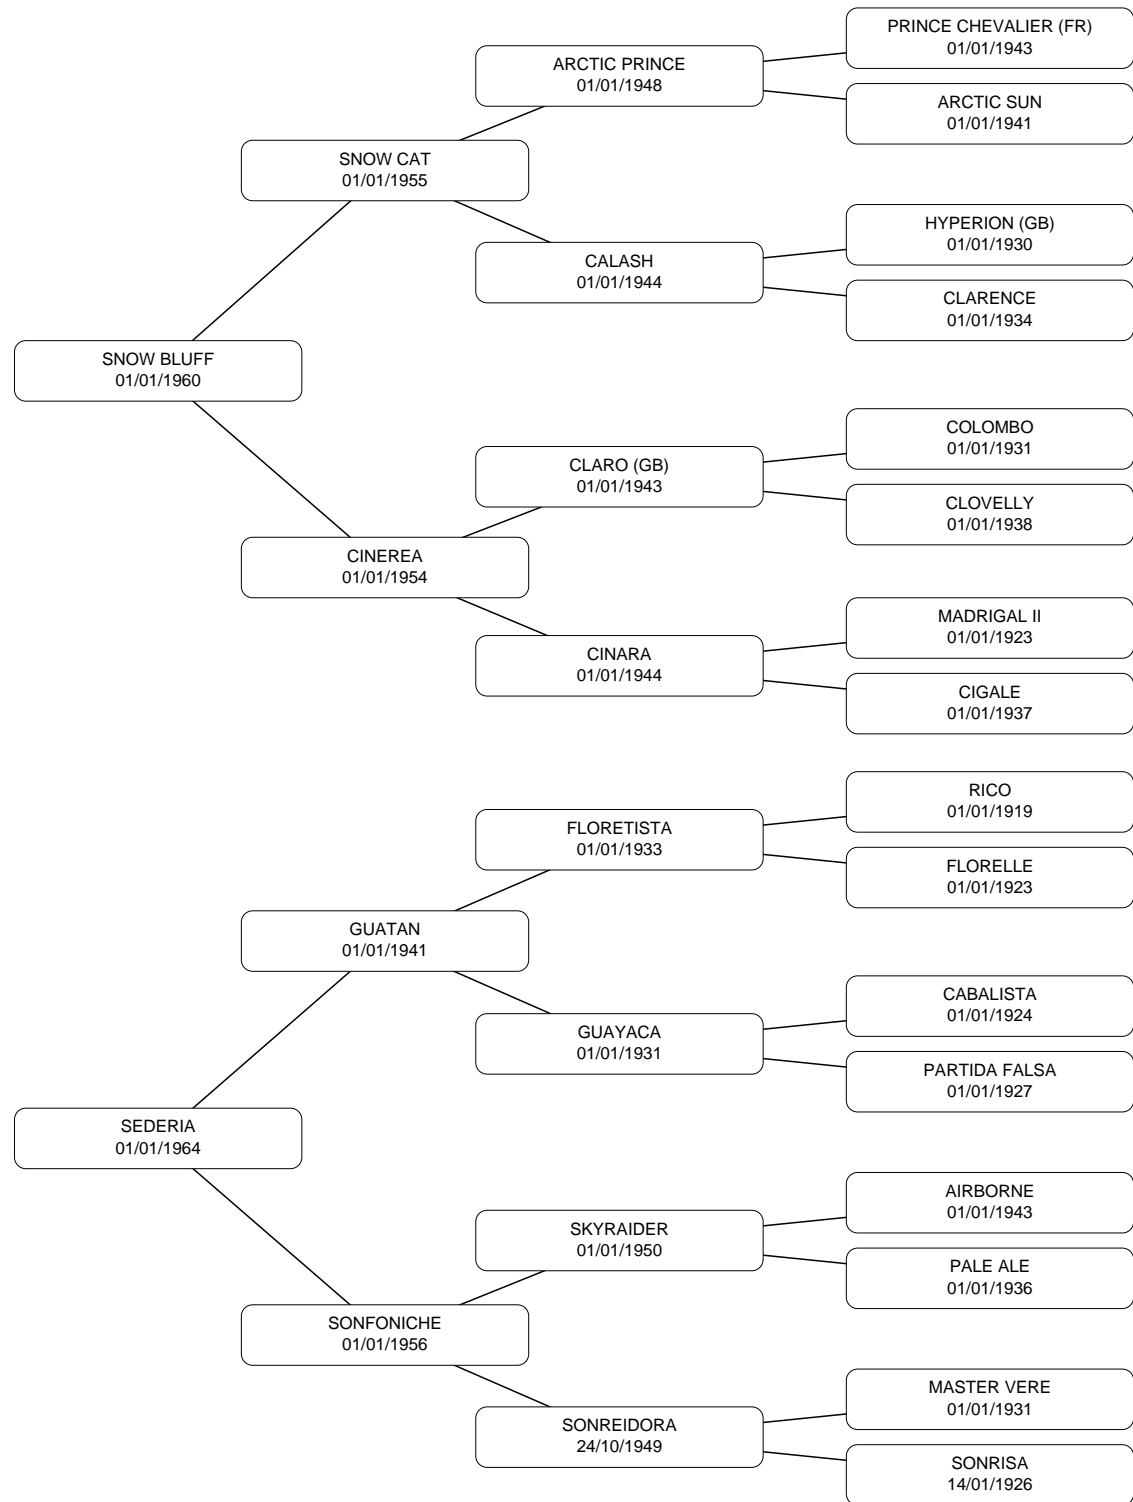 PRINCE CHEVALIER (FR)
01/01/1943
ARCTIC PRINCE
01/01/1948
ARCTIC SUN
01/01/1941
SNOW CAT
01/01/1955
HYPERION (GB)
01/01/1930
CALASH
01/01/1944
CLARENCE
01/01/1934
SNOW BLUFF
01/01/1960
COLOMBO
01/01/1931
CLARO (GB)
01/01/1943
CLOVELLY
01/01/1938
CINEREA
01/01/1954
MADRIGAL II
01/01/1923
CINARA
01/01/1944
CIGALE
01/01/1937
RICO
01/01/1919
FLORETISTA
01/01/1933
FLORELLE
01/01/1923
GUATAN
01/01/1941
CABALISTA
01/01/1924
GUAYACA
01/01/1931
PARTIDA FALSA
01/01/1927
SEDERIA
01/01/1964
AIRBORNE
01/01/1943
SKYRAIDER
01/01/1950
PALE ALE
01/01/1936
SONFONICHE
01/01/1956
MASTER VERE
01/01/1931
SONREIDORA
24/10/1949
SONRISA
14/01/1926